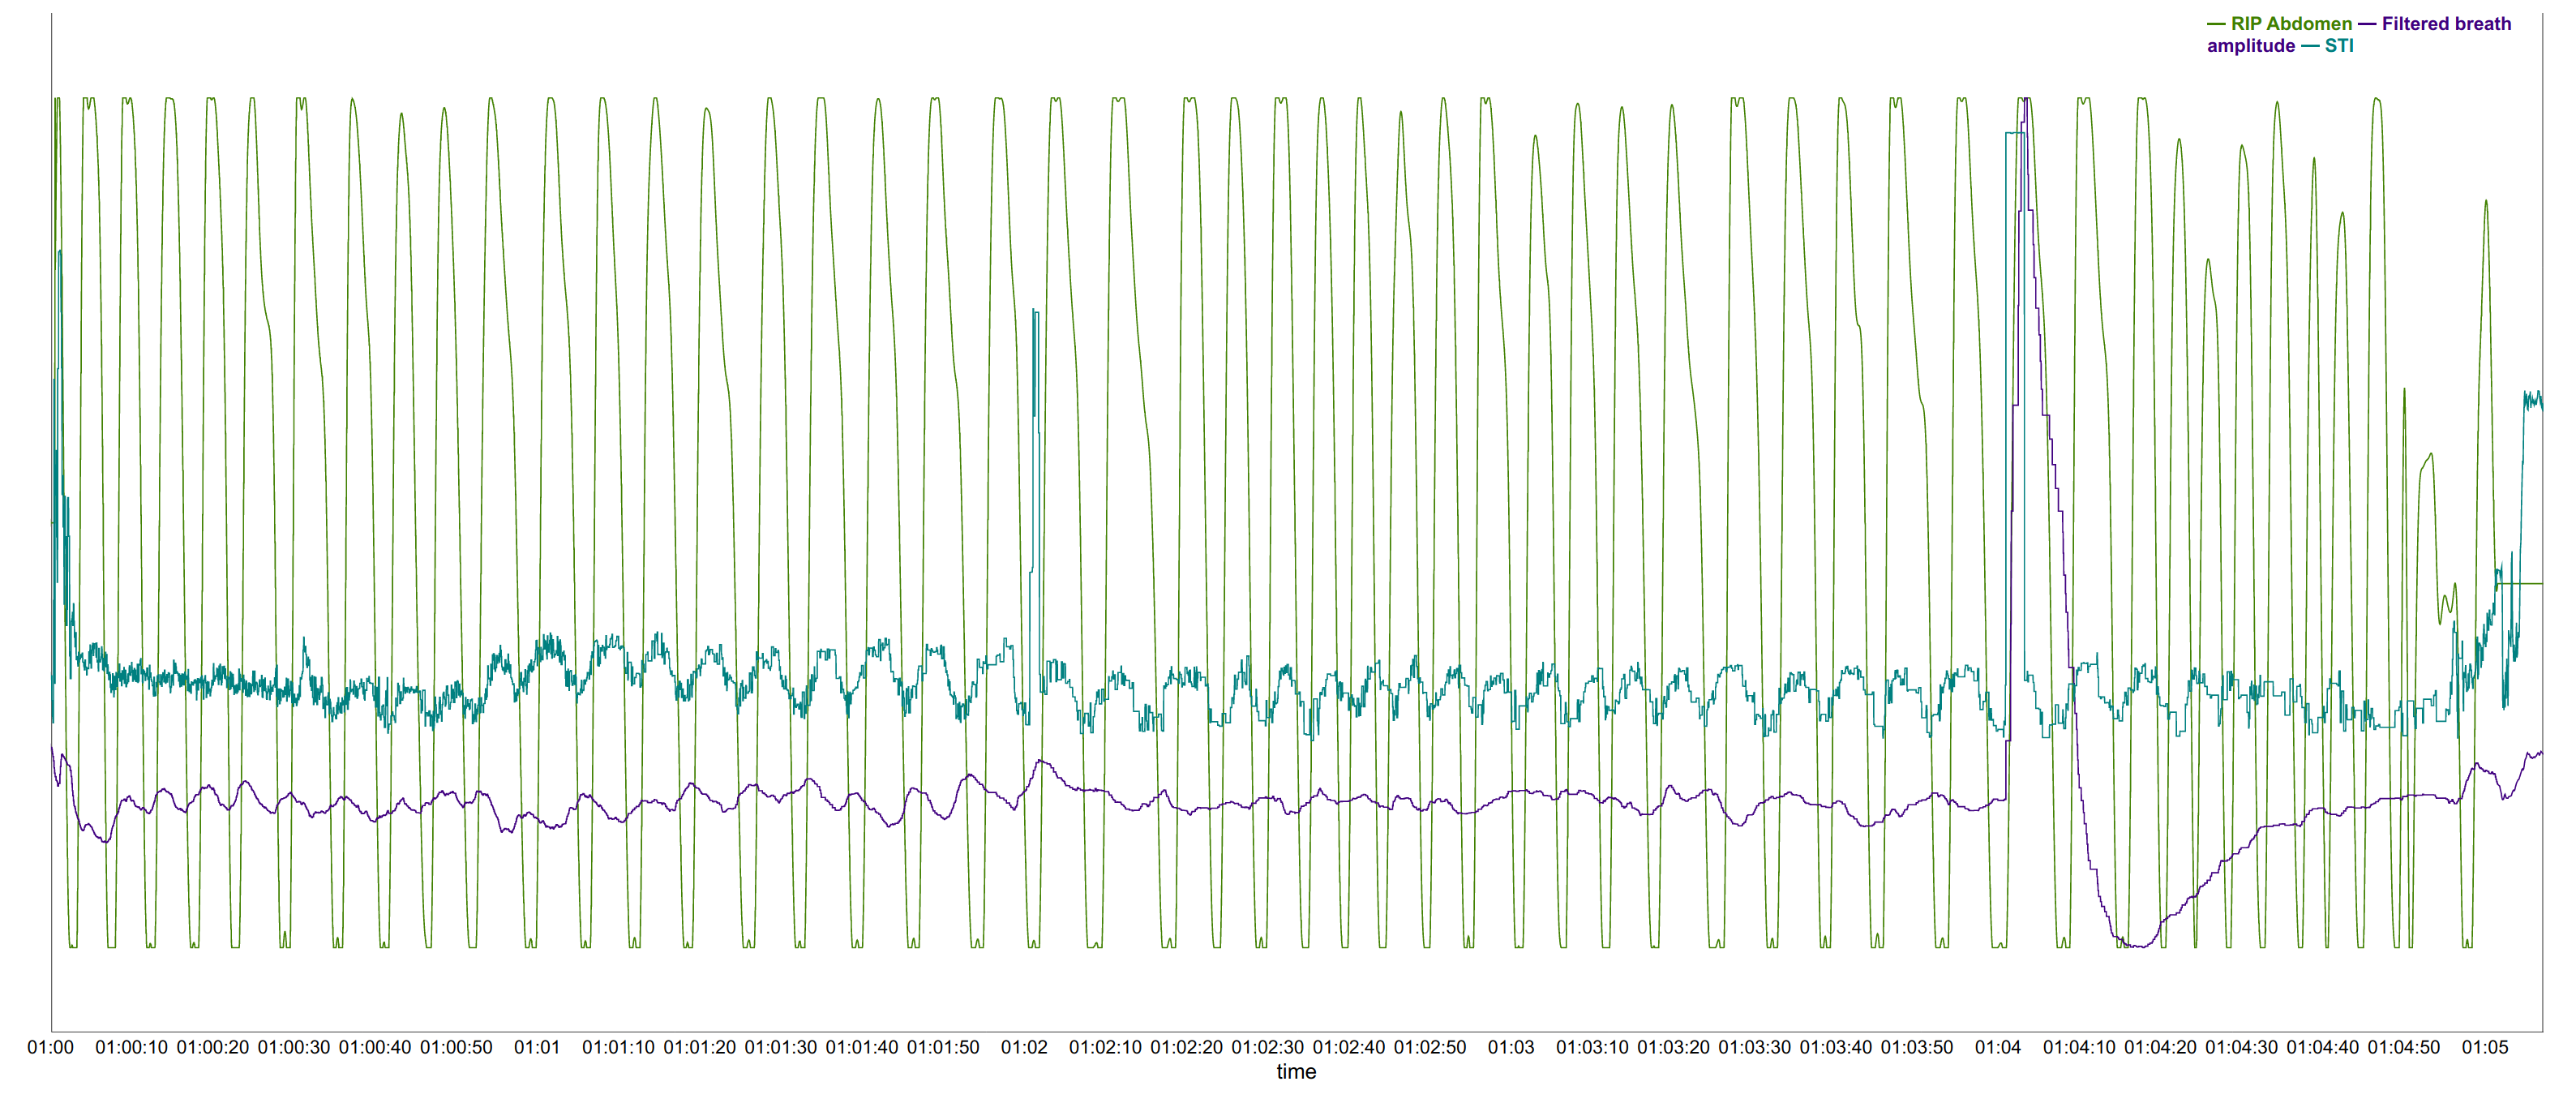 — RIP Abdomen — Filtered breath
amplitude — STI
01:00 01:00:10 01:00:20 01:00:30 01:00:40 01:00:50 01:01 01:01:10 01:01:20 01:01:30 01:01:40 01:01:50 01:02 01:02:10 01:02:20 01:02:30 01:02:40 01:02:50 01:03 01:03:10 01:03:20 01:03:30 01:03:40 01:03:50 01:04 01:04:10 01:04:20 01:04:30 01:04:40 01:04:50 01:05
time